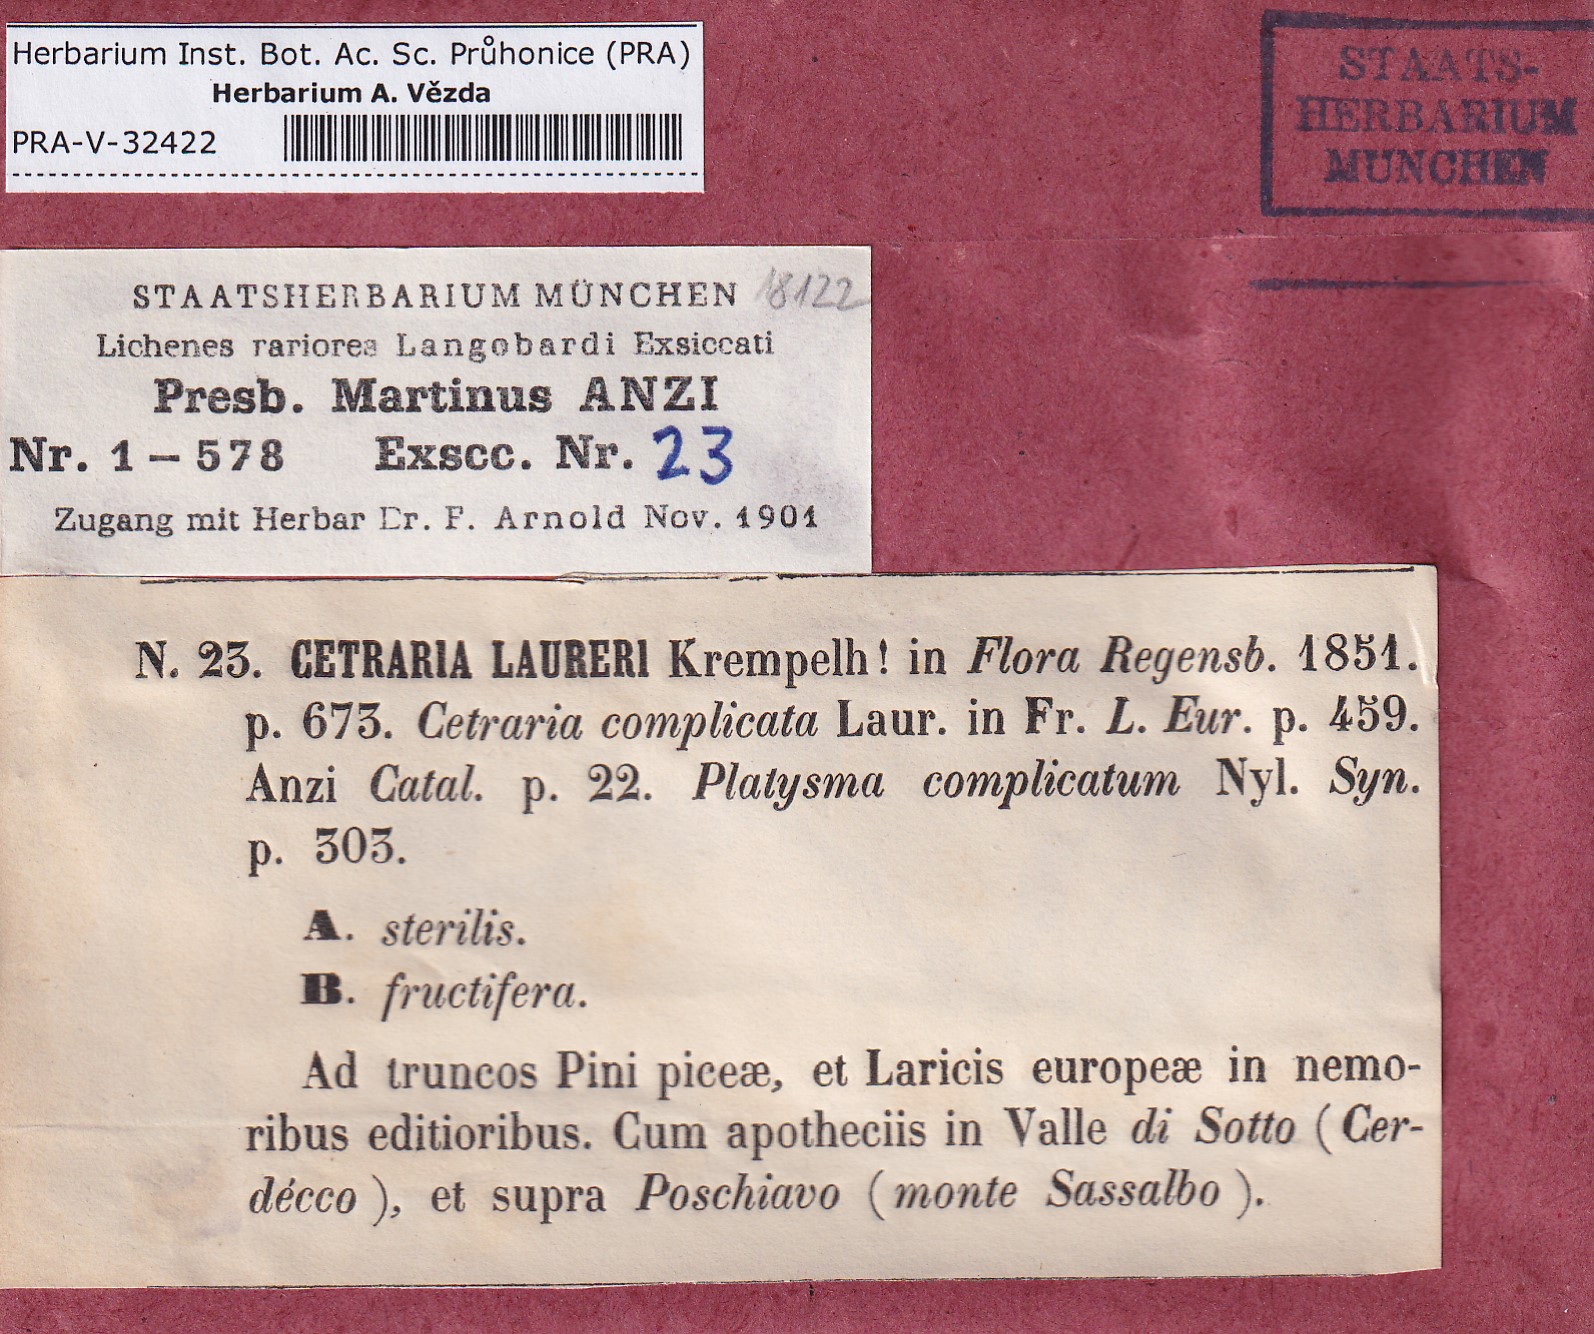 Herbarium Inst. Bot. Ac. Sc. Průhonice (PRA)
Herbarium A. Vězda
PRA-V-32422
STAATS-
HERBARIUM
MÜNCHEN
STAATSHERBARIUM MÜNCHEN 18122
Lichenes rariores Langobardi Exsiccati
Presb. Martinus ANZI
Nr. 1 – 578 Exscc. Nr. 23
Zugang mit Herbar Dr. F. Arnold Nov. 1901
N. 23. CETRARIA LAURERI Krempelh! in Flora Regensb. 1851.
p. 673. Cetraria complicata Laur. in Fr. L. Eur. p. 459.
Anzi Catal. p. 22. Platysma complicatum Nyl. Syn.
p. 303.
A. sterilis.
B. fructifera.
Ad truncos Pini piceæ, et Laricis europeæ in nemo-
ribus editioribus. Cum apotheciis in Valle di Sotto ( Cer-
décco ), et supra Poschiavo ( monte Sassalbo ).